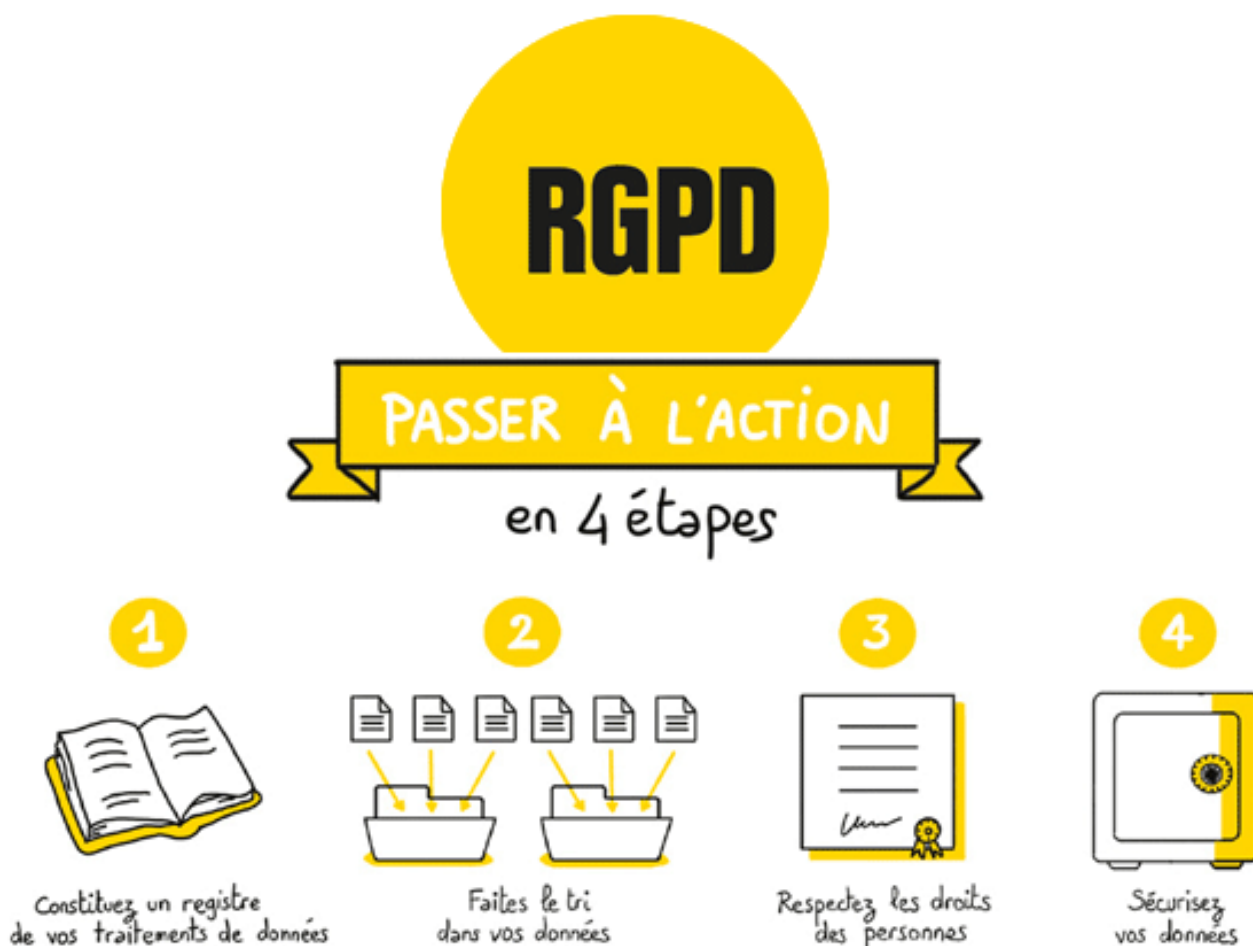 RGPD
PASSER À L'ACTION
en 4 étapes
1
2
3
4
Constituez un registre
de vos traitements de données
Faites le tri
dans vos données
Respectez les droits
des personnes
Sécurisez
vos données